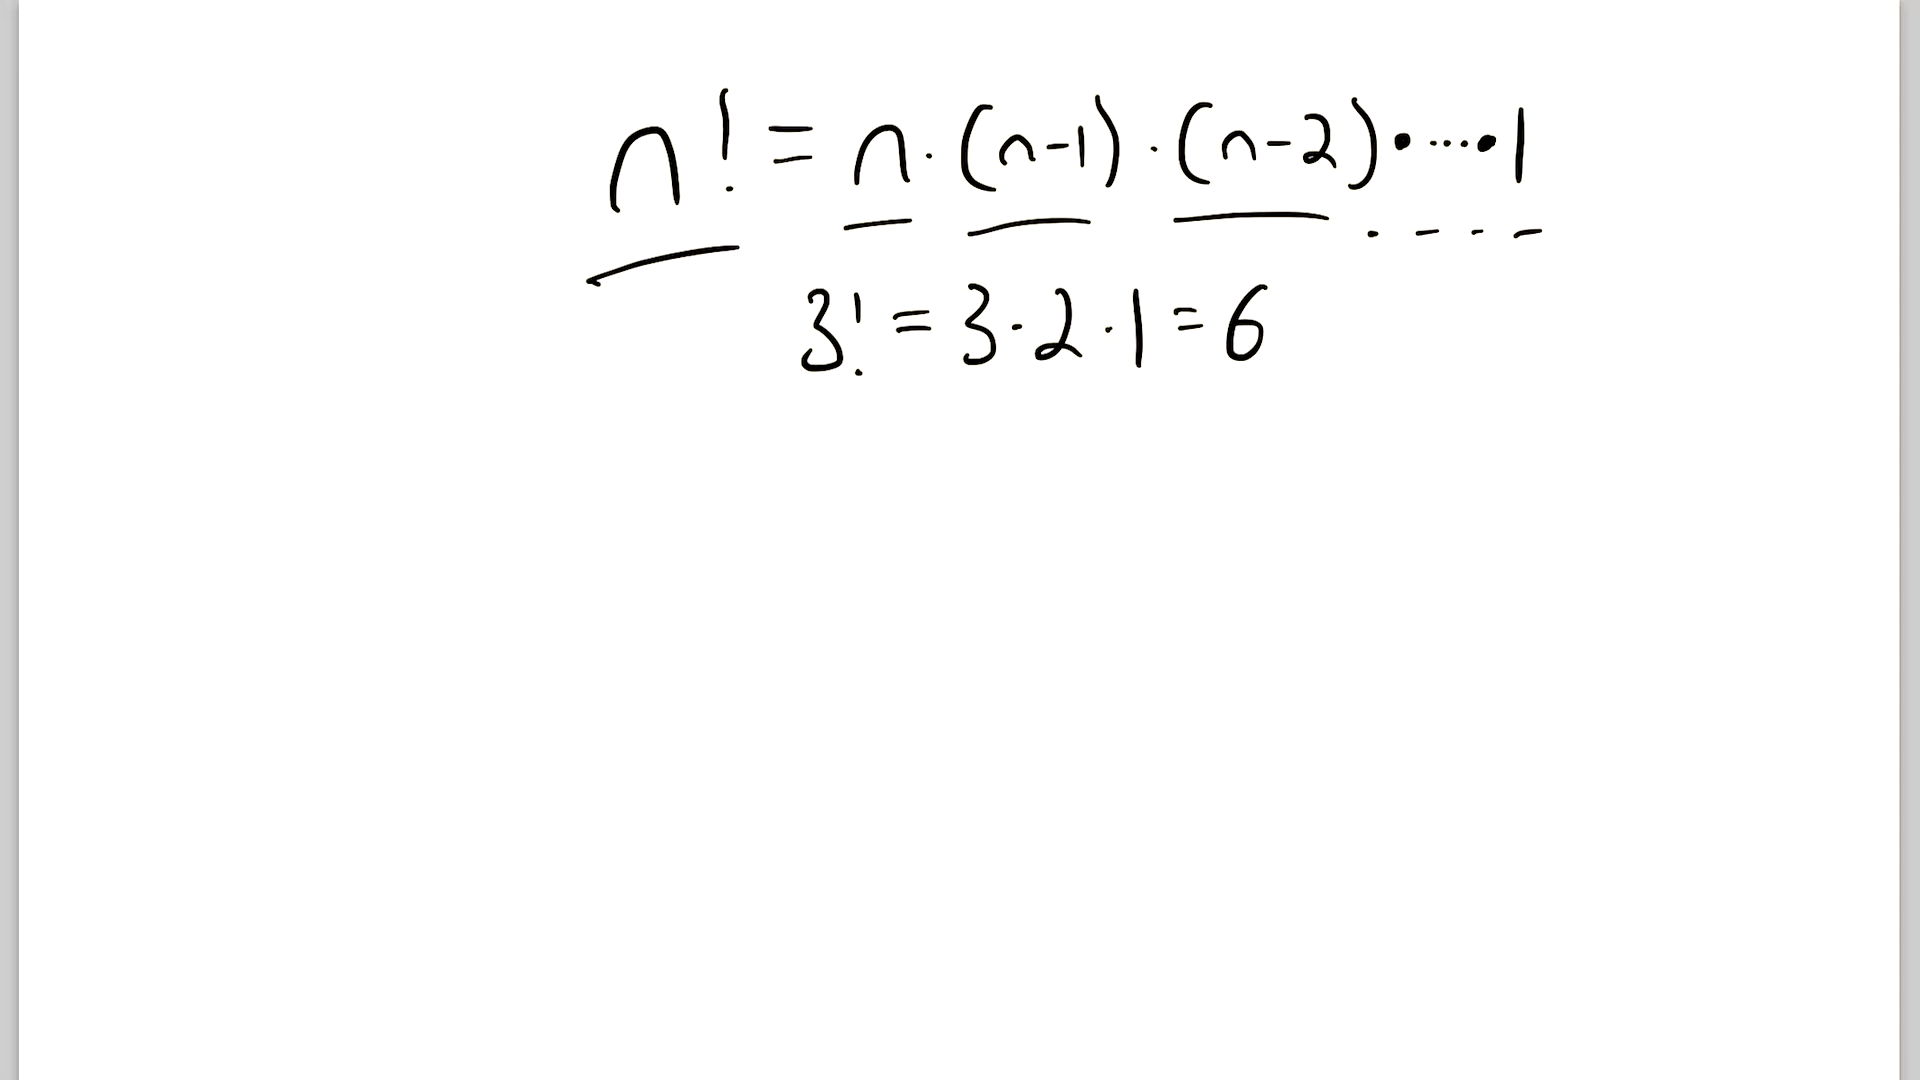 n! = n · (n-1) · (n-2) · ... · 1
3! = 3 · 2 · 1 = 6